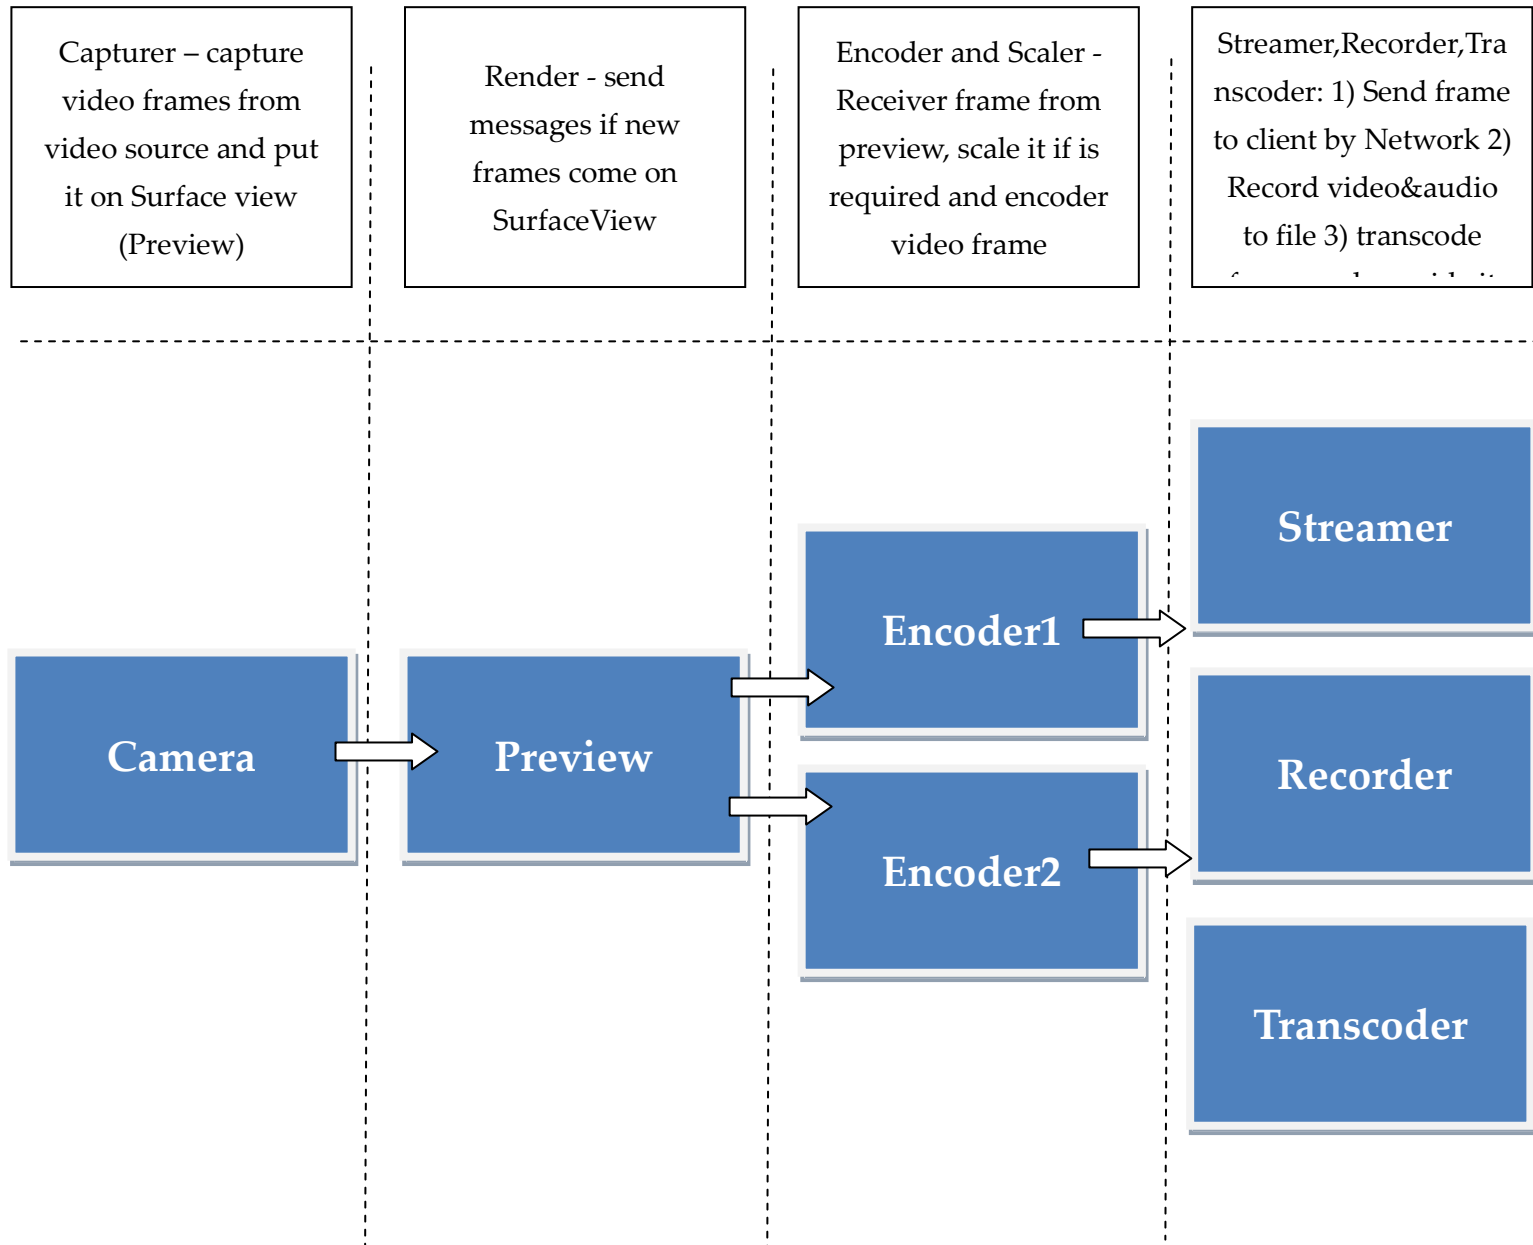 Capturer – capture
video frames from
video source and put
it on Surface view
(Preview)
Render - send
messages if new
frames come on
SurfaceView
Encoder and Scaler -
Receiver frame from
preview, scale it if is
required and encoder
video frame
Streamer,Recorder,Tra
nscoder: 1) Send frame
to client by Network 2)
Record video&audio
to file 3) transcode
Streamer
Encoder1
Camera
Preview
Recorder
Encoder2
Transcoder